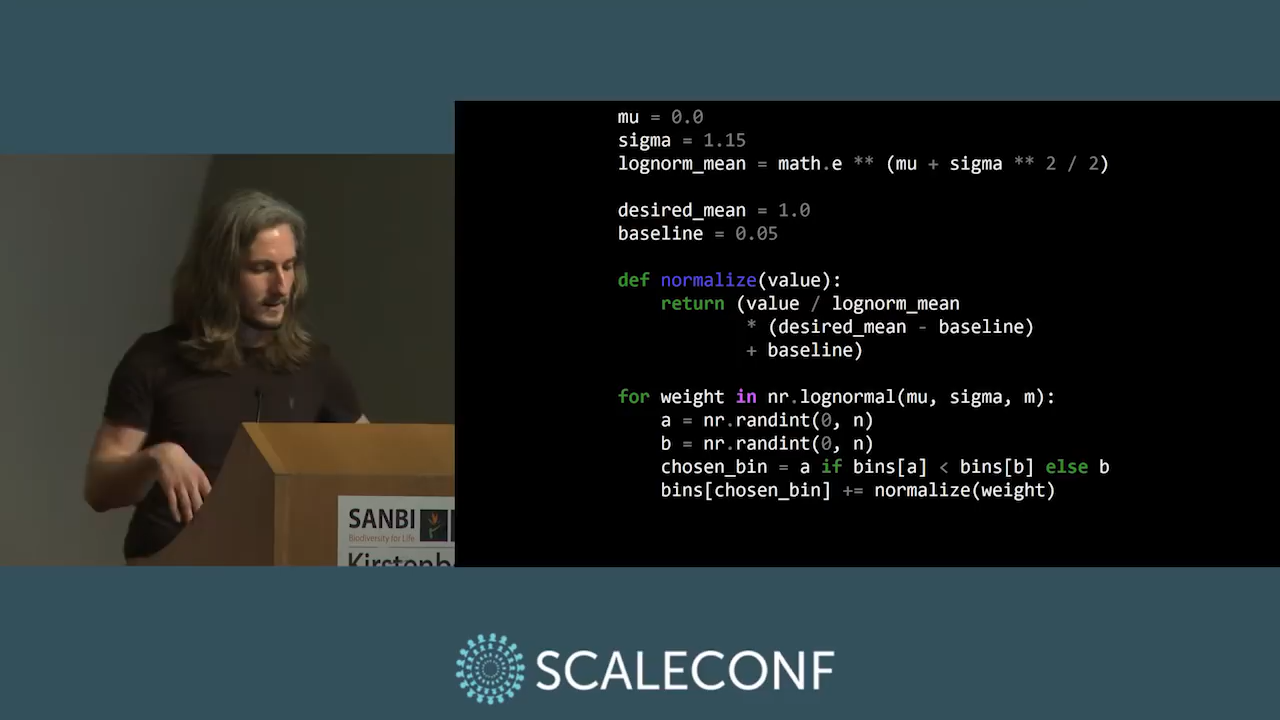 mu = 0.0
sigma = 1.15
lognorm_mean = math.e ** (mu + sigma ** 2 / 2)
desired_mean = 1.0
baseline = 0.05
def normalize(value):
    return (value / lognorm_mean
            * (desired_mean - baseline)
            + baseline)
for weight in nr.lognormal(mu, sigma, m):
    a = nr.randint(0, n)
    b = nr.randint(0, n)
    chosen_bin = a if bins[a] < bins[b] else b
    bins[chosen_bin] += normalize(weight)
SANBI
Biodiversity for Life
SCALECONF